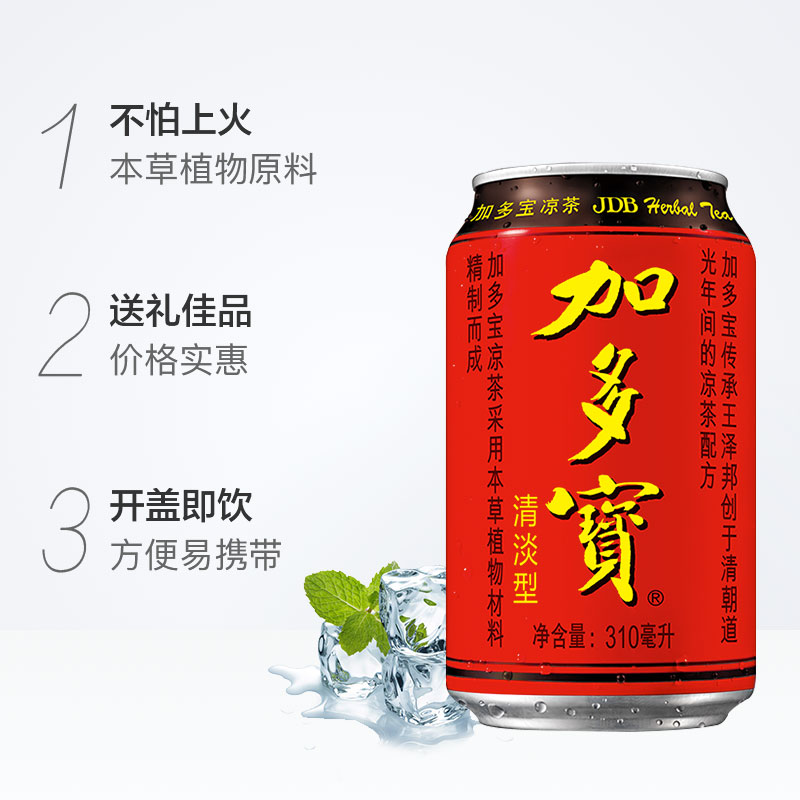 1
不怕上火
本草植物原料
2
送礼佳品
价格实惠
3
开盖即饮
方便易携带
加多宝凉茶 JDB Herbal Tea
加多寶®
清淡型
加多宝传承王泽邦创于清朝道
光年间的凉茶配方
加多宝凉茶采用本草植物材料
精制而成
净含量：310毫升